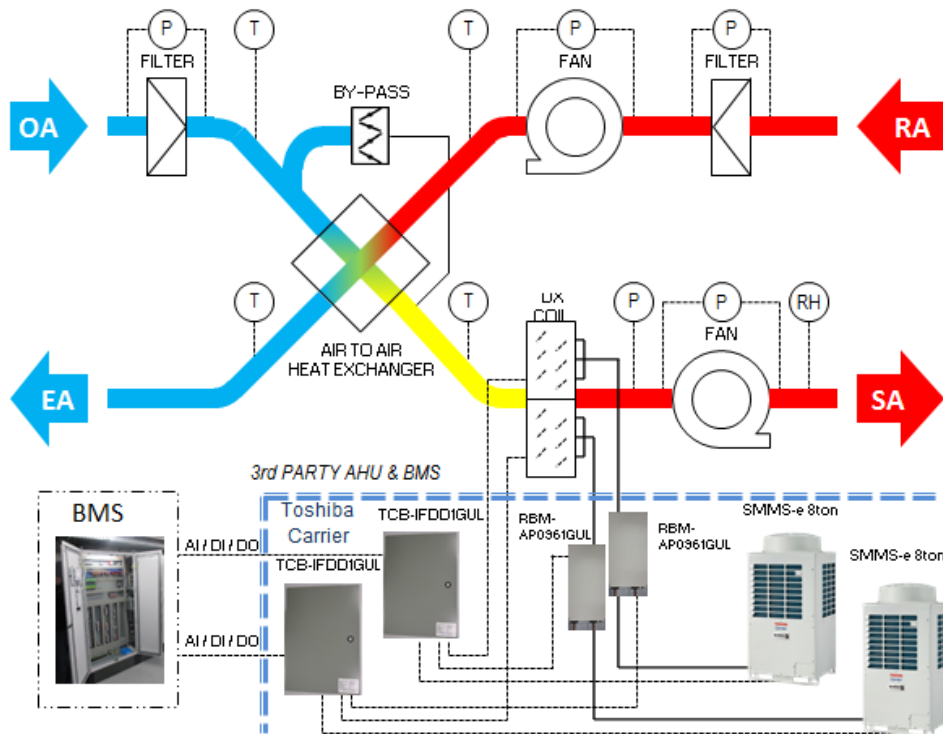 P
T
T
P
P
FILTER
FAN
FILTER
BY-PASS
OA
RA
T
T
DX
COIL
P
P
RH
FAN
AIR TO AIR
HEAT EXCHANGER
EA
SA
3rd PARTY AHU & BMS
BMS
Toshiba
Carrier
TCB-IFDD1GUL
RBM-
AP0961GUL
RBM-
AP0961GUL
SMMS-e 8ton
SMMS-e 8ton
AI / DI / DO
TCB-IFDD1GUL
AI / DI / DO